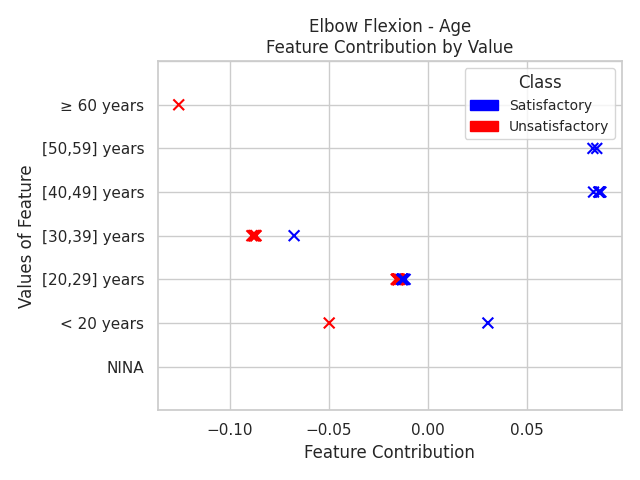 Elbow Flexion - Age
Feature Contribution by Value
Class
Satisfactory
Unsatisfactory
Values of Feature
≥ 60 years
[50,59] years
[40,49] years
[30,39] years
[20,29] years
< 20 years
NINA
−0.10
−0.05
0.00
0.05
Feature Contribution